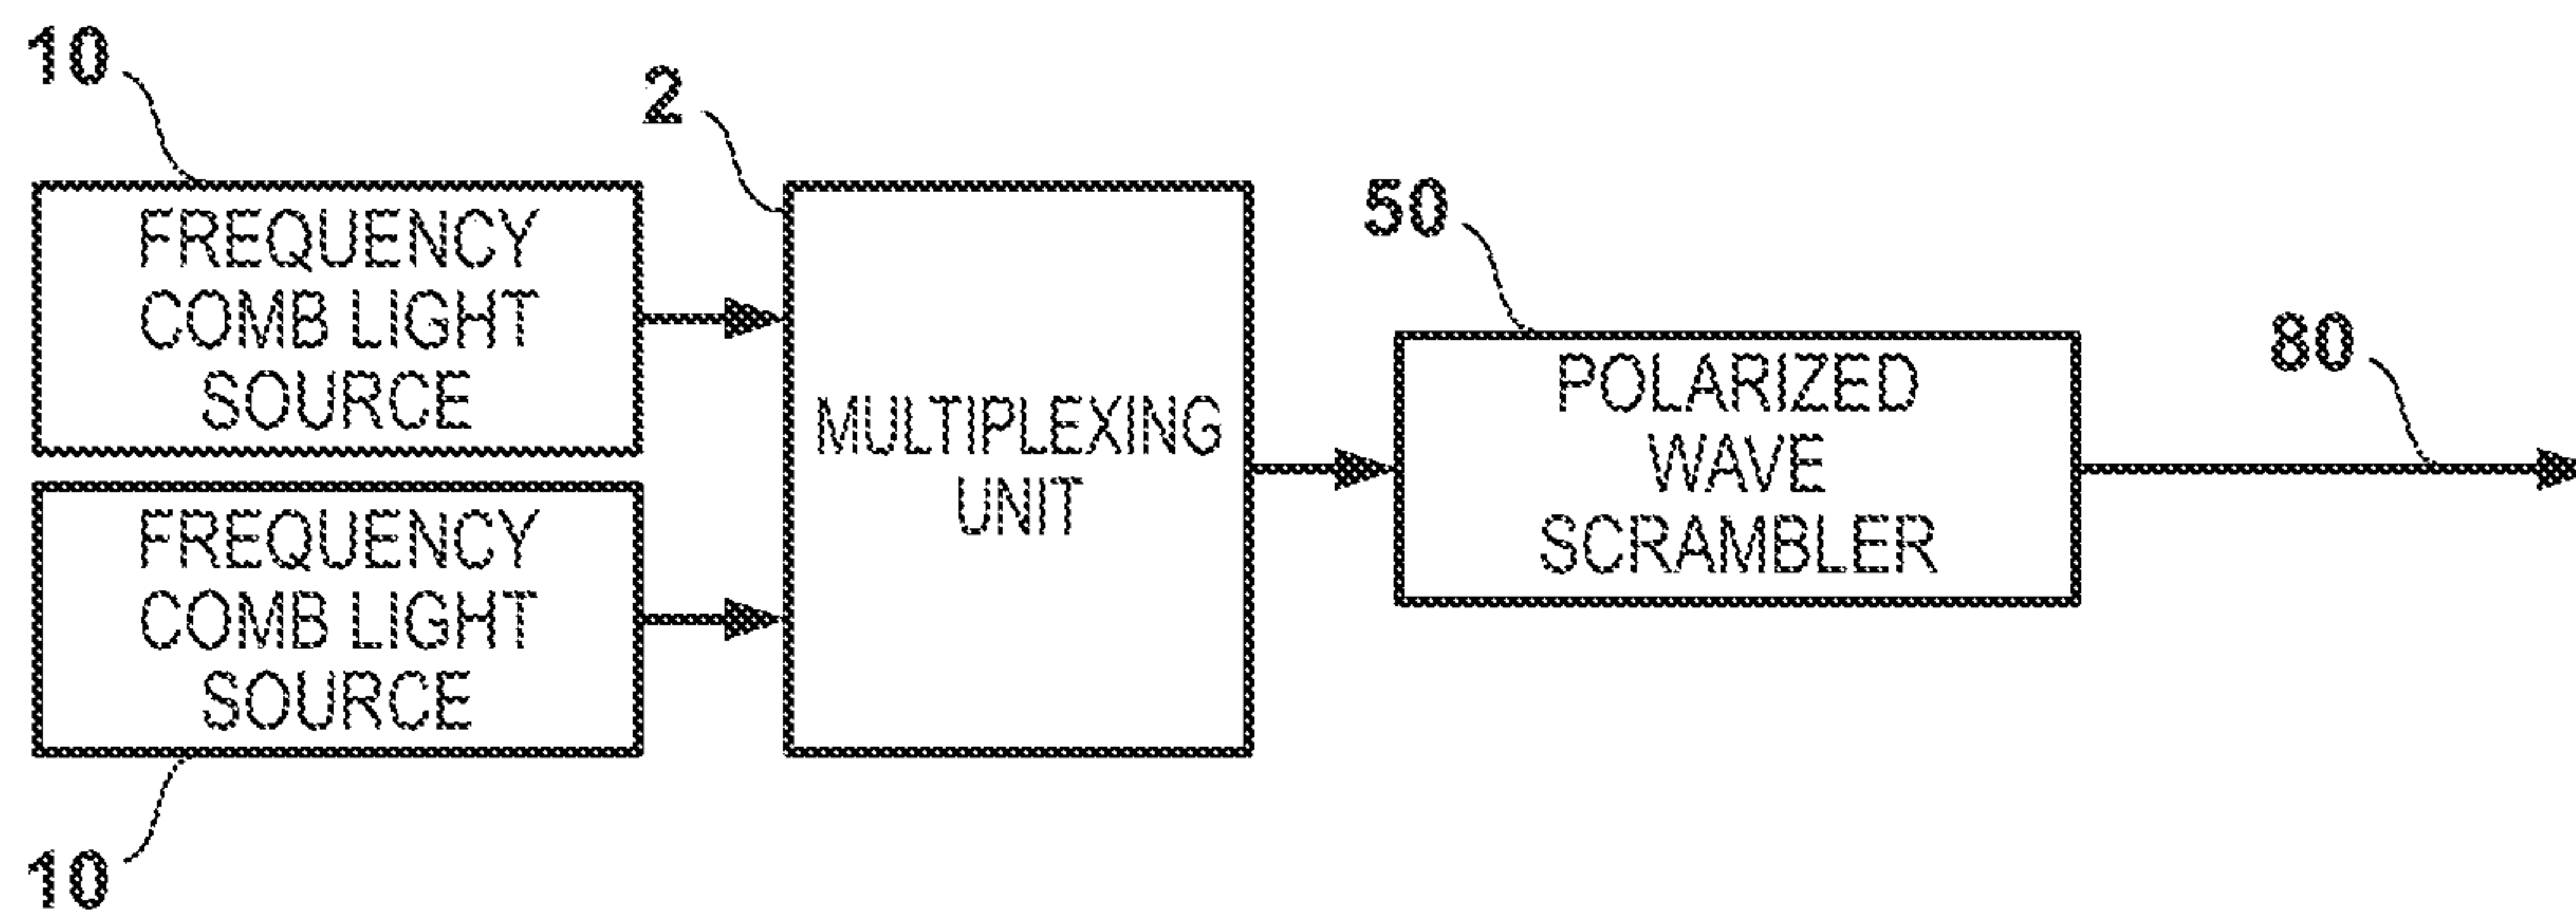 10
2
FREQUENCY
COMB LIGHT
SOURCE
MULTIPLEXING
UNIT
50
POLARIZED
WAVE
SCRAMBLER
80
FREQUENCY
COMB LIGHT
SOURCE
10